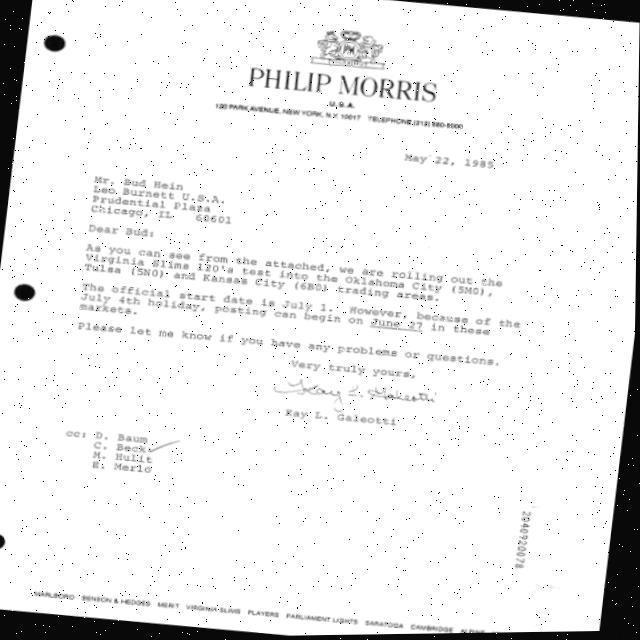 PHILIP MORRIS
U.S.A.
120 PARK AVENUE, NEW YORK, N.Y. 10017 TELEPHONE (212) 880-5000
May 22, 1985
Mr. Bud Hein
Leo Burnett U.S.A.
Prudential Plaza
Chicago, IL 60601
Dear Bud:
As you can see from the attached, we are rolling out the
Virginia Slims 120's test into the Oklahoma City (5M0),
Tulsa (5N0) and Kansas City (6B0) trading areas.
The official start date is July 1. However, because of the
July 4th holiday, posting can begin on June 27 in these
markets.
Please let me know if you have any problems or questions.
Very truly yours,
Kay L. Galeotti
Kay L. Galeotti
cc: D. Baum
C. Beck
M. Hulit
E. Merlo
2040920078
MARLBORO BENSON & HEDGES MERIT VIRGINIA SLIMS PLAYERS PARLIAMENT LIGHTS SARATOGA CAMBRIDGE ALPINE